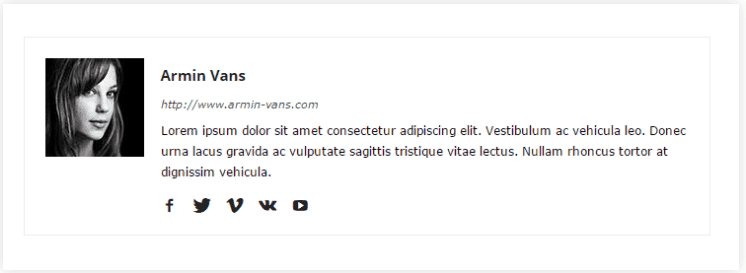 Armin Vans
http://www.armin-vans.com
Lorem ipsum dolor sit amet consectetur adipiscing elit. Vestibulum ac vehicula leo. Donec
urna lacus gravida ac vulputate sagittis tristique vitae lectus. Nullam rhoncus tortor at
dignissim vehicula.